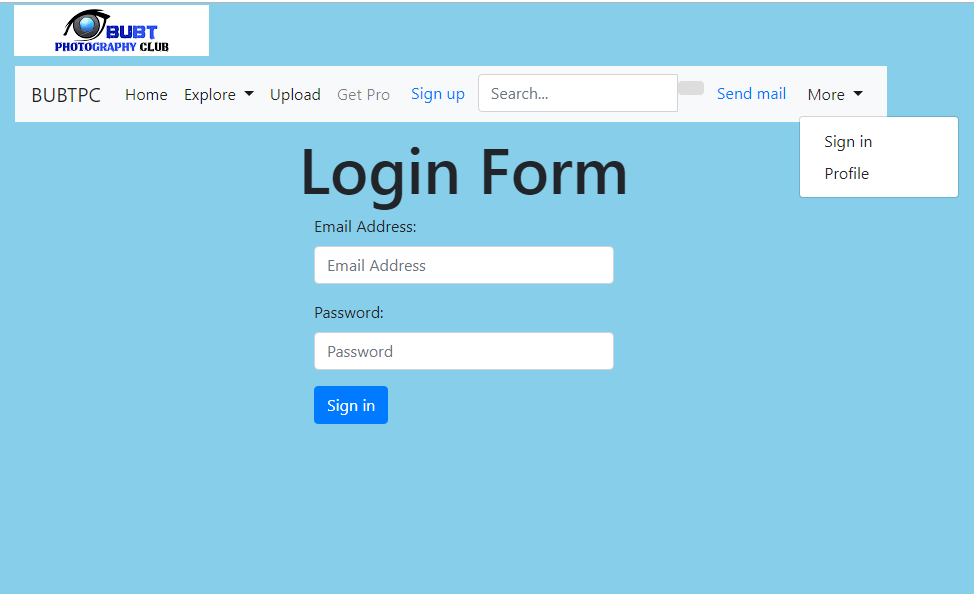 BUBT
PHOTOGRAPHY CLUB
BUBTPC Home Explore Upload Get Pro Sign up Search... Send mail More
Sign in
Profile
Login Form
Email Address:
Email Address
Password:
Password
Sign in